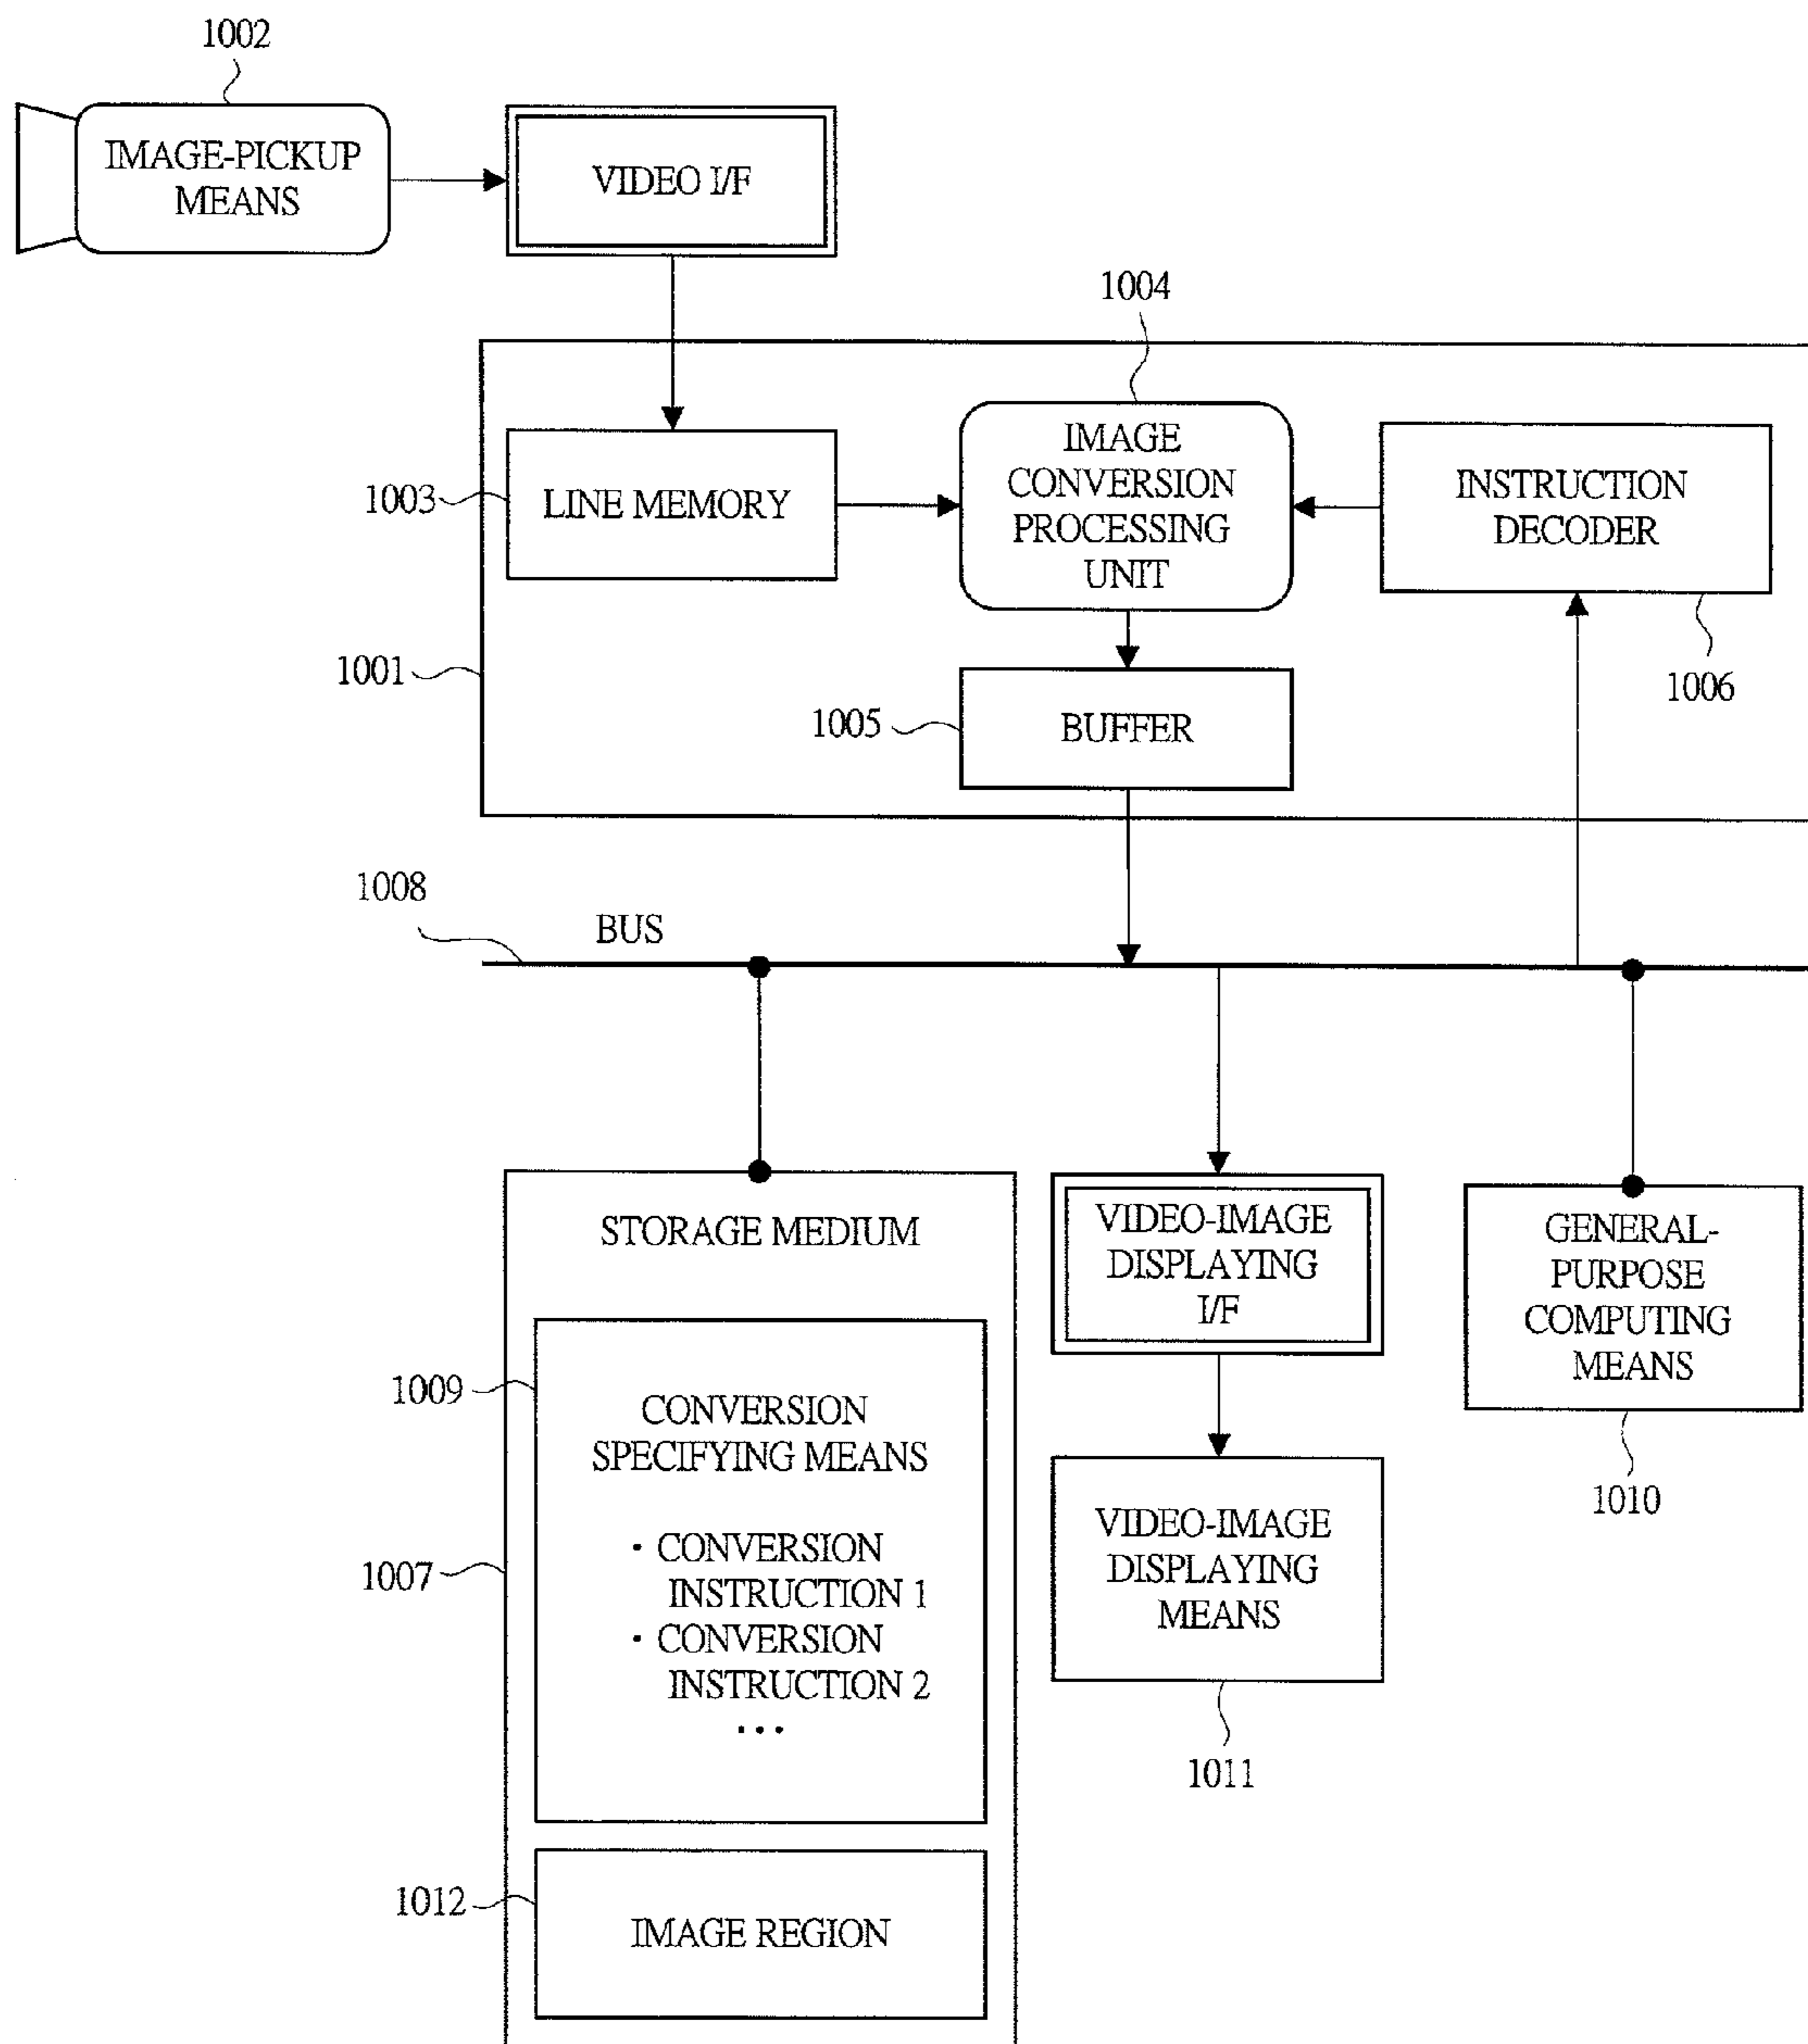 1002
IMAGE-PICKUP
MEANS
VIDEO I/F
1004
1003
LINE MEMORY
IMAGE
CONVERSION
PROCESSING
UNIT
INSTRUCTION
DECODER
1001
1005
BUFFER
1006
1008
BUS
STORAGE MEDIUM
1009
CONVERSION
SPECIFYING MEANS
・CONVERSION
INSTRUCTION 1
・CONVERSION
INSTRUCTION 2
・・・
1007
1012
IMAGE REGION
VIDEO-IMAGE
DISPLAYING
I/F
VIDEO-IMAGE
DISPLAYING
MEANS
1011
GENERAL-
PURPOSE
COMPUTING
MEANS
1010